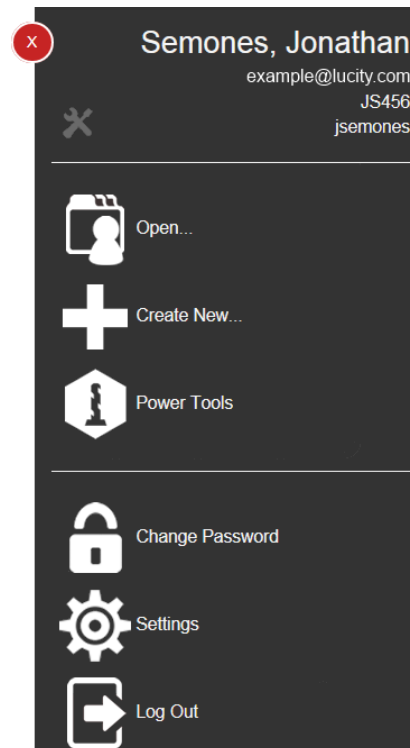 X
Semones, Jonathan
example@lucity.com
JS456
jsemones
Open...
Create New...
Power Tools
Change Password
Settings
Log Out